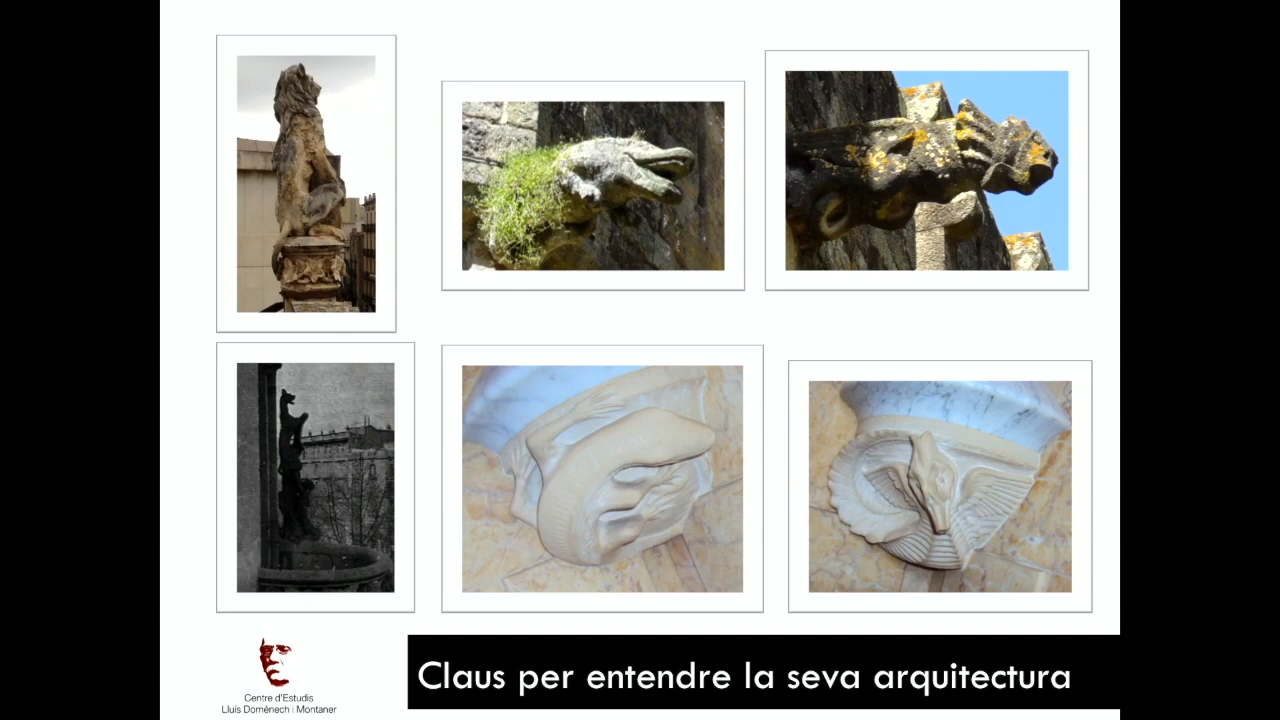 Claus per entendre la seva arquitectura
Centre d'Estudis
Lluís Domènech i Montaner